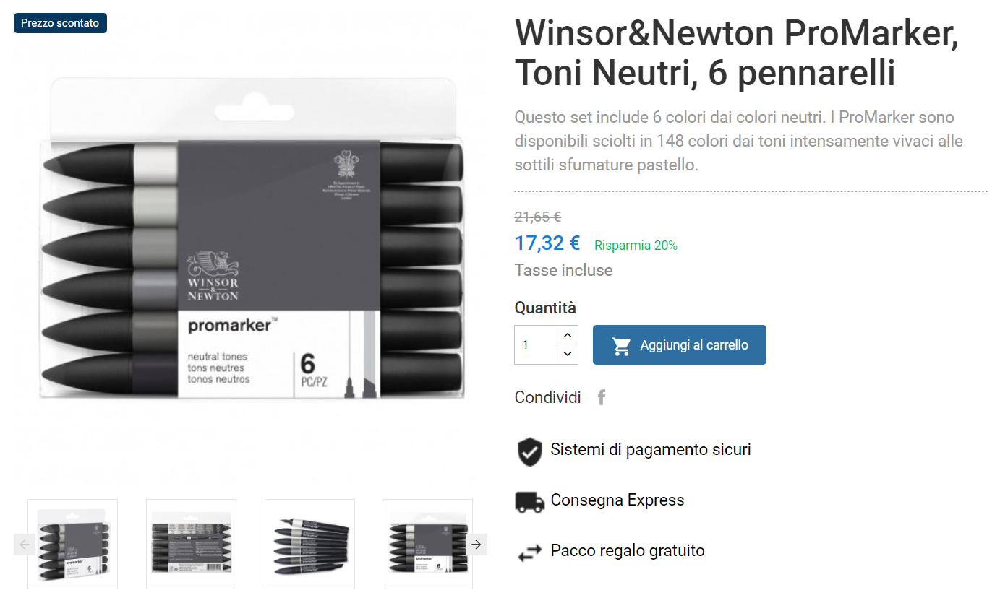 Prezzo scontato
WINSOR
&
NEWTON
promarker™
neutral tones
tons neutres
tonos neutros
6
PC/PZ
Winsor&Newton ProMarker,
Toni Neutri, 6 pennarelli
Questo set include 6 colori dai colori neutri. I ProMarker sono
disponibili sciolti in 148 colori dai toni intensamente vivaci alle
sottili sfumature pastello.
21,65 €
17,32 € Risparmia 20%
Tasse incluse
Quantità
1
Aggiungi al carrello
Condividi
Sistemi di pagamento sicuri
Consegna Express
Pacco regalo gratuito